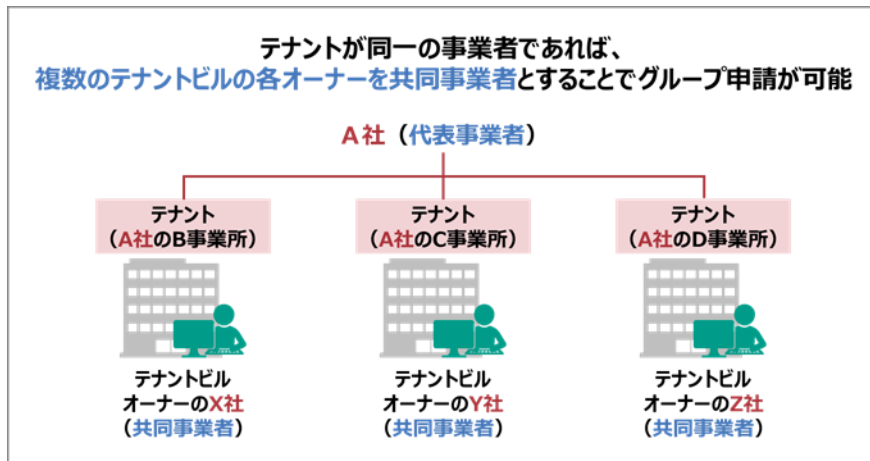 テナントが同一の事業者であれば、
複数のテナントビルの各オーナーを共同事業者とすることでグループ申請が可能
A社（代表事業者）
テナント
（A社のB事業所）
テナント
（A社のC事業所）
テナント
（A社のD事業所）
テナントビル
オーナーのX社
（共同事業者）
テナントビル
オーナーのY社
（共同事業者）
テナントビル
オーナーのZ社
（共同事業者）